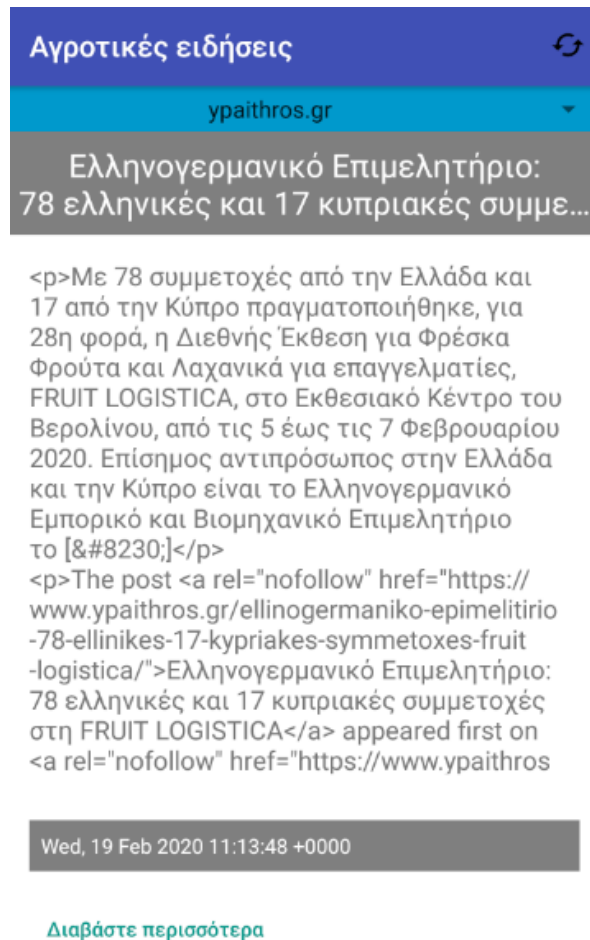 Αγροτικές ειδήσεις
ypaithros.gr
Ελληνογερμανικό Επιμελητήριο:
78 ελληνικές και 17 κυπριακές συμμε...
<p>Με 78 συμμετοχές από την Ελλάδα και
17 από την Κύπρο πραγματοποιήθηκε, για
28η φορά, η Διεθνής Έκθεση για Φρέσκα
Φρούτα και Λαχανικά για επαγγελματίες,
FRUIT LOGISTICA, στο Εκθεσιακό Κέντρο του
Βερολίνου, από τις 5 έως τις 7 Φεβρουαρίου
2020. Επίσημος αντιπρόσωπος στην Ελλάδα
και την Κύπρο είναι το Ελληνογερμανικό
Εμπορικό και Βιομηχανικό Επιμελητήριο
το [&#8230;]</p>
<p>The post <a rel="nofollow" href="https://
www.ypaithros.gr/ellinogermaniko-epimelitirio
-78-ellinikes-17-kypriakes-symmetoxes-fruit
-logistica/">Ελληνογερμανικό Επιμελητήριο:
78 ελληνικές και 17 κυπριακές συμμετοχές
στη FRUIT LOGISTICA</a> appeared first on
<a rel="nofollow" href="https://www.ypaithros
Wed, 19 Feb 2020 11:13:48 +0000
Διαβάστε περισσότερα